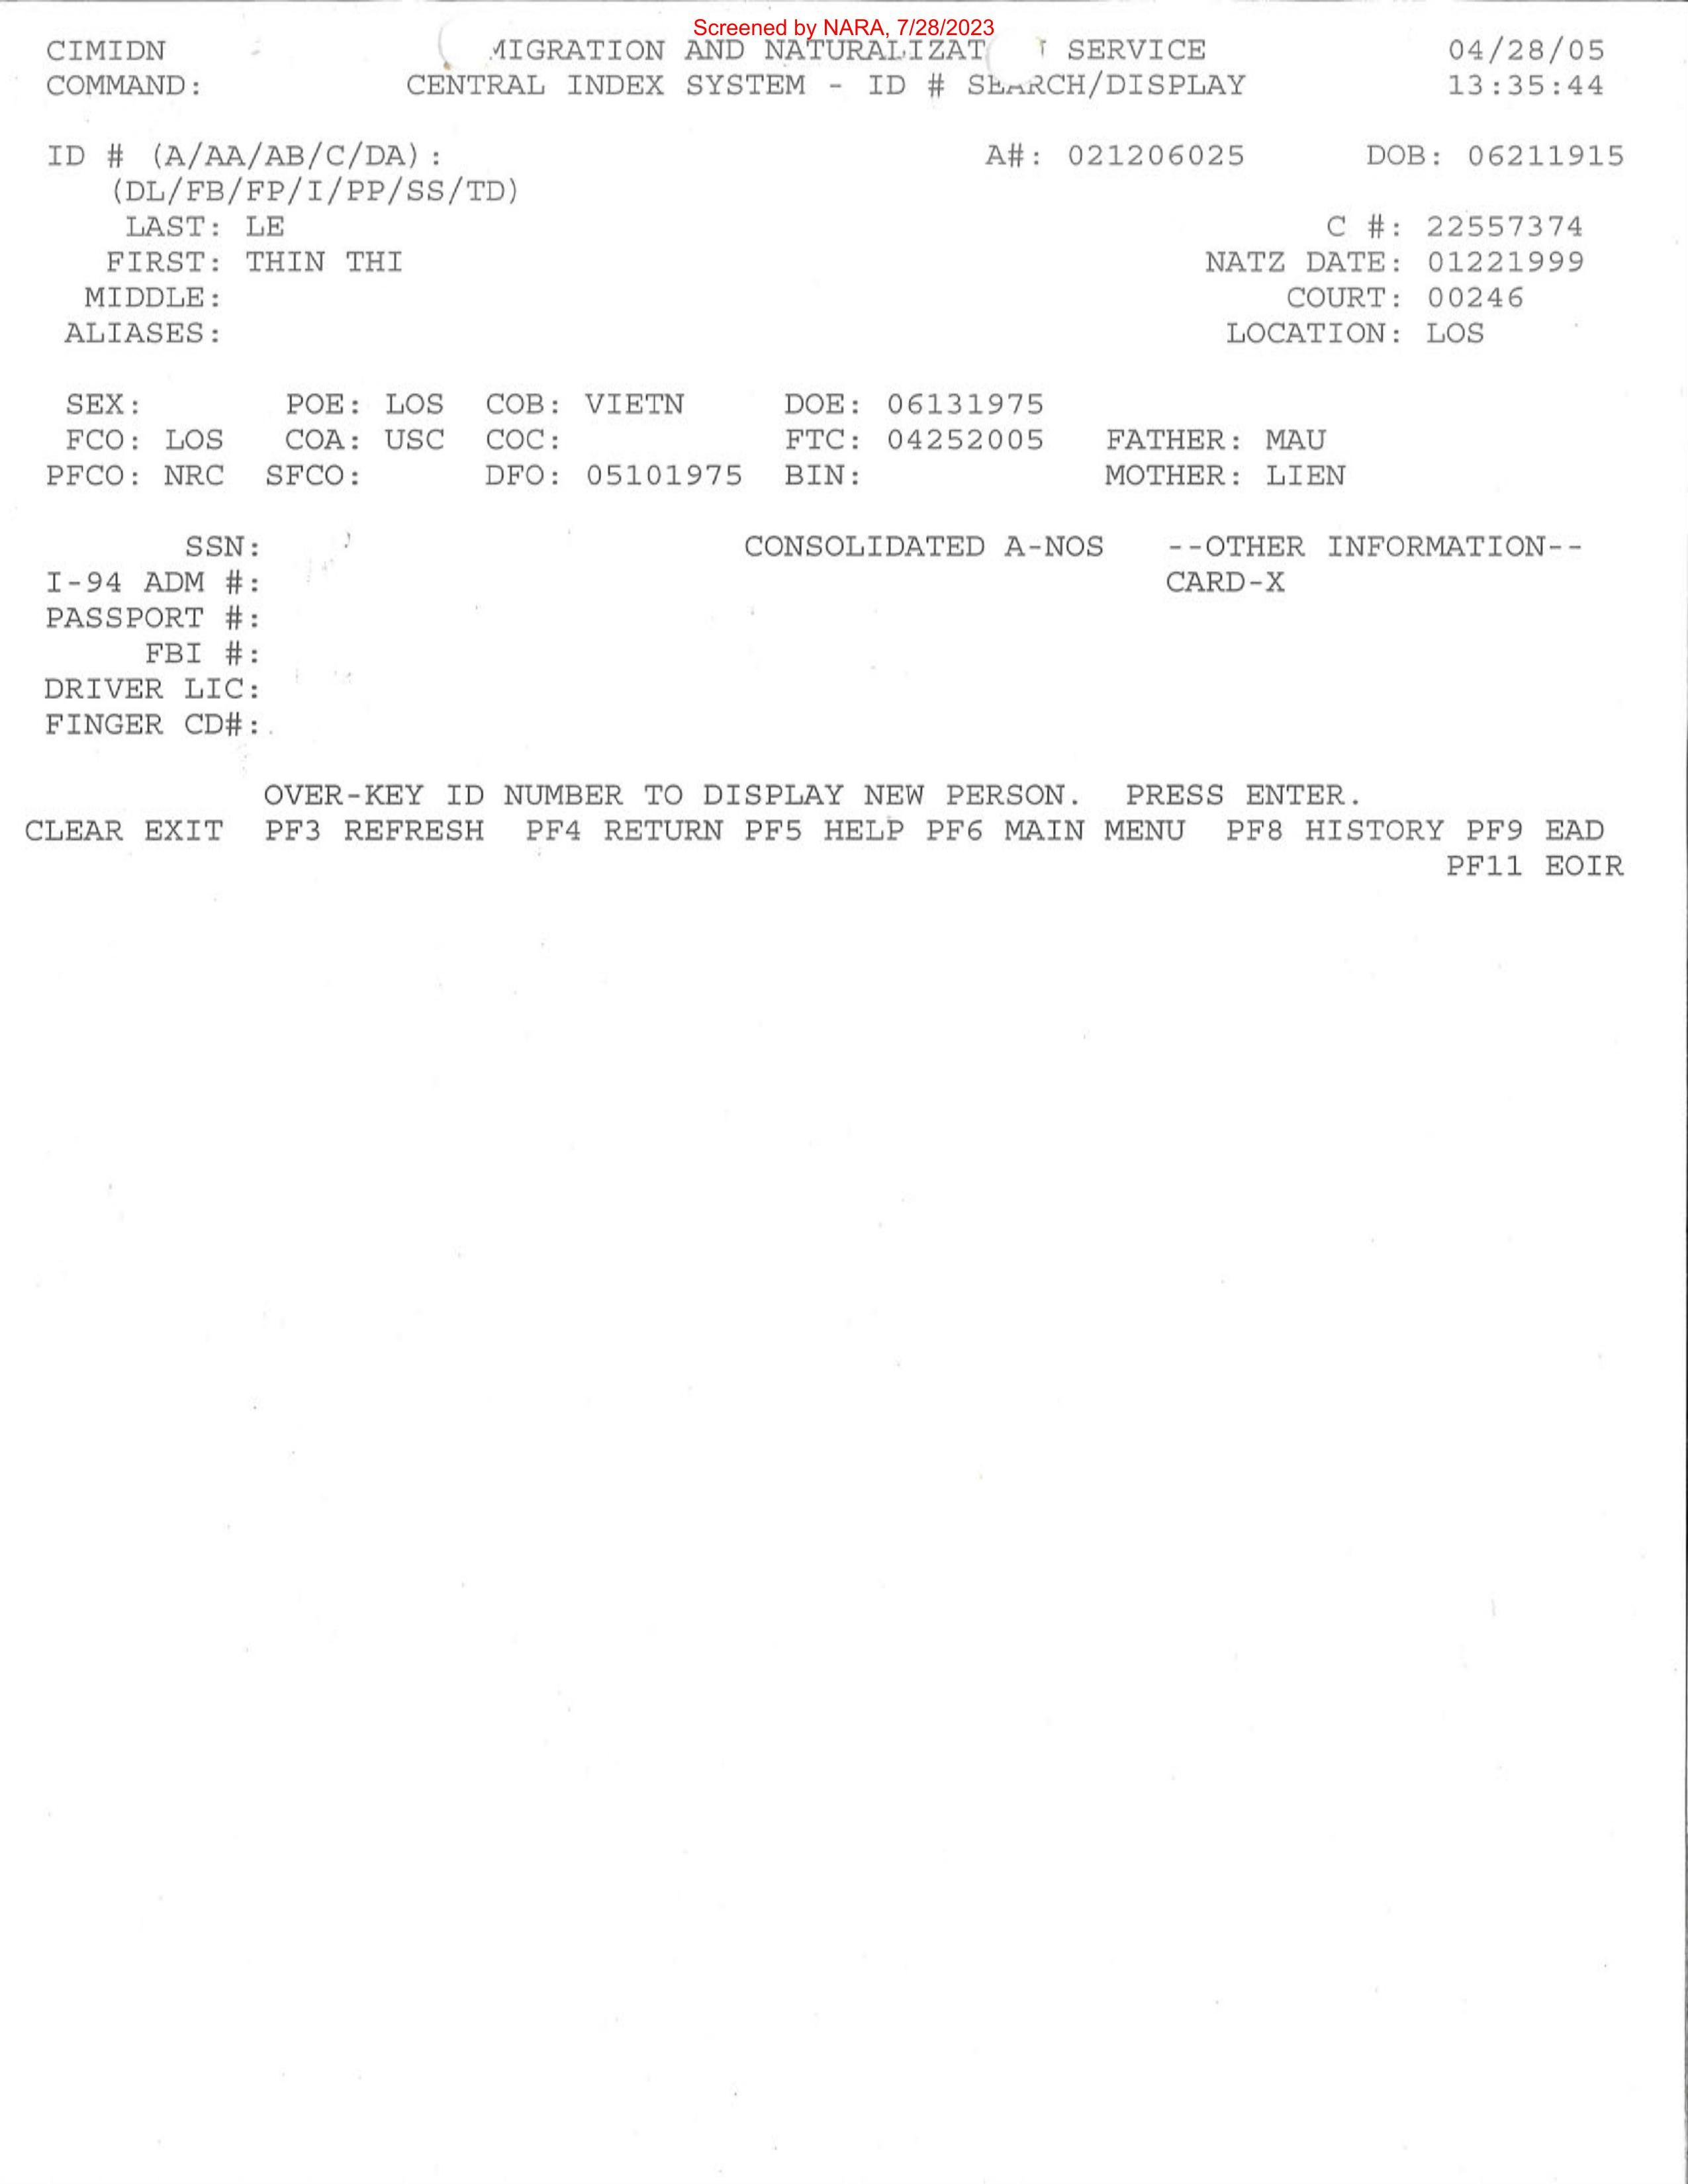 Screened by NARA, 7/28/2023
CIMIDN MIGRATION AND NATURALIZAT SERVICE 04/28/05
COMMAND: CENTRAL INDEX SYSTEM - ID # SEARCH/DISPLAY 13:35:44
ID # (A/AA/AB/C/DA): A#: 021206025 DOB: 06211915
(DL/FB/FP/I/PP/SS/TD)
LAST: LE C #: 22557374
FIRST: THIN THI NATZ DATE: 01221999
MIDDLE: COURT: 00246
ALIASES: LOCATION: LOS
SEX: POE: LOS COB: VIETN DOE: 06131975
FCO: LOS COA: USC COC: FTC: 04252005 FATHER: MAU
PFCO: NRC SFCO: DFO: 05101975 BIN: MOTHER: LIEN
SSN: CONSOLIDATED A-NOS --OTHER INFORMATION--
I-94 ADM #: CARD-X
PASSPORT #:
FBI #:
DRIVER LIC:
FINGER CD#:
OVER-KEY ID NUMBER TO DISPLAY NEW PERSON. PRESS ENTER.
CLEAR EXIT PF3 REFRESH PF4 RETURN PF5 HELP PF6 MAIN MENU PF8 HISTORY PF9 EAD
PF11 EOIR